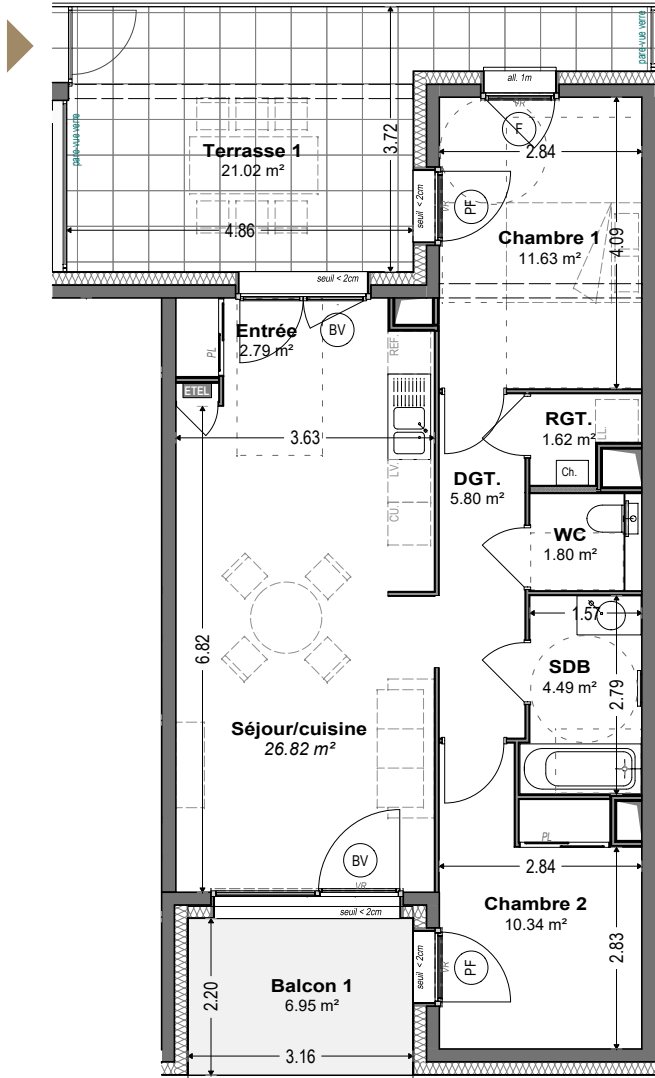 pare-vue verre
all. 1m
VR
F
2.84
pare-vue verre
3.72
Terrasse 1
21.02 m²
4.86
seuil < 2cm
VR
PF
Chambre 1
11.63 m²
4.09
seuil < 2cm
Entrée
2.79 m²
BV
PL
REF.
ETEL
3.63
RGT.
1.62 m²
LL.
Ch.
LV.
DGT.
5.80 m²
CU.
WC
1.80 m²
1.57
6.82
SDB
4.49 m²
2.79
Séjour/cuisine
26.82 m²
BV
VR
PL
2.84
seuil < 2cm
Chambre 2
10.34 m²
2.83
seuil < 2cm
VR
PF
Balcon 1
6.95 m²
2.20
3.16